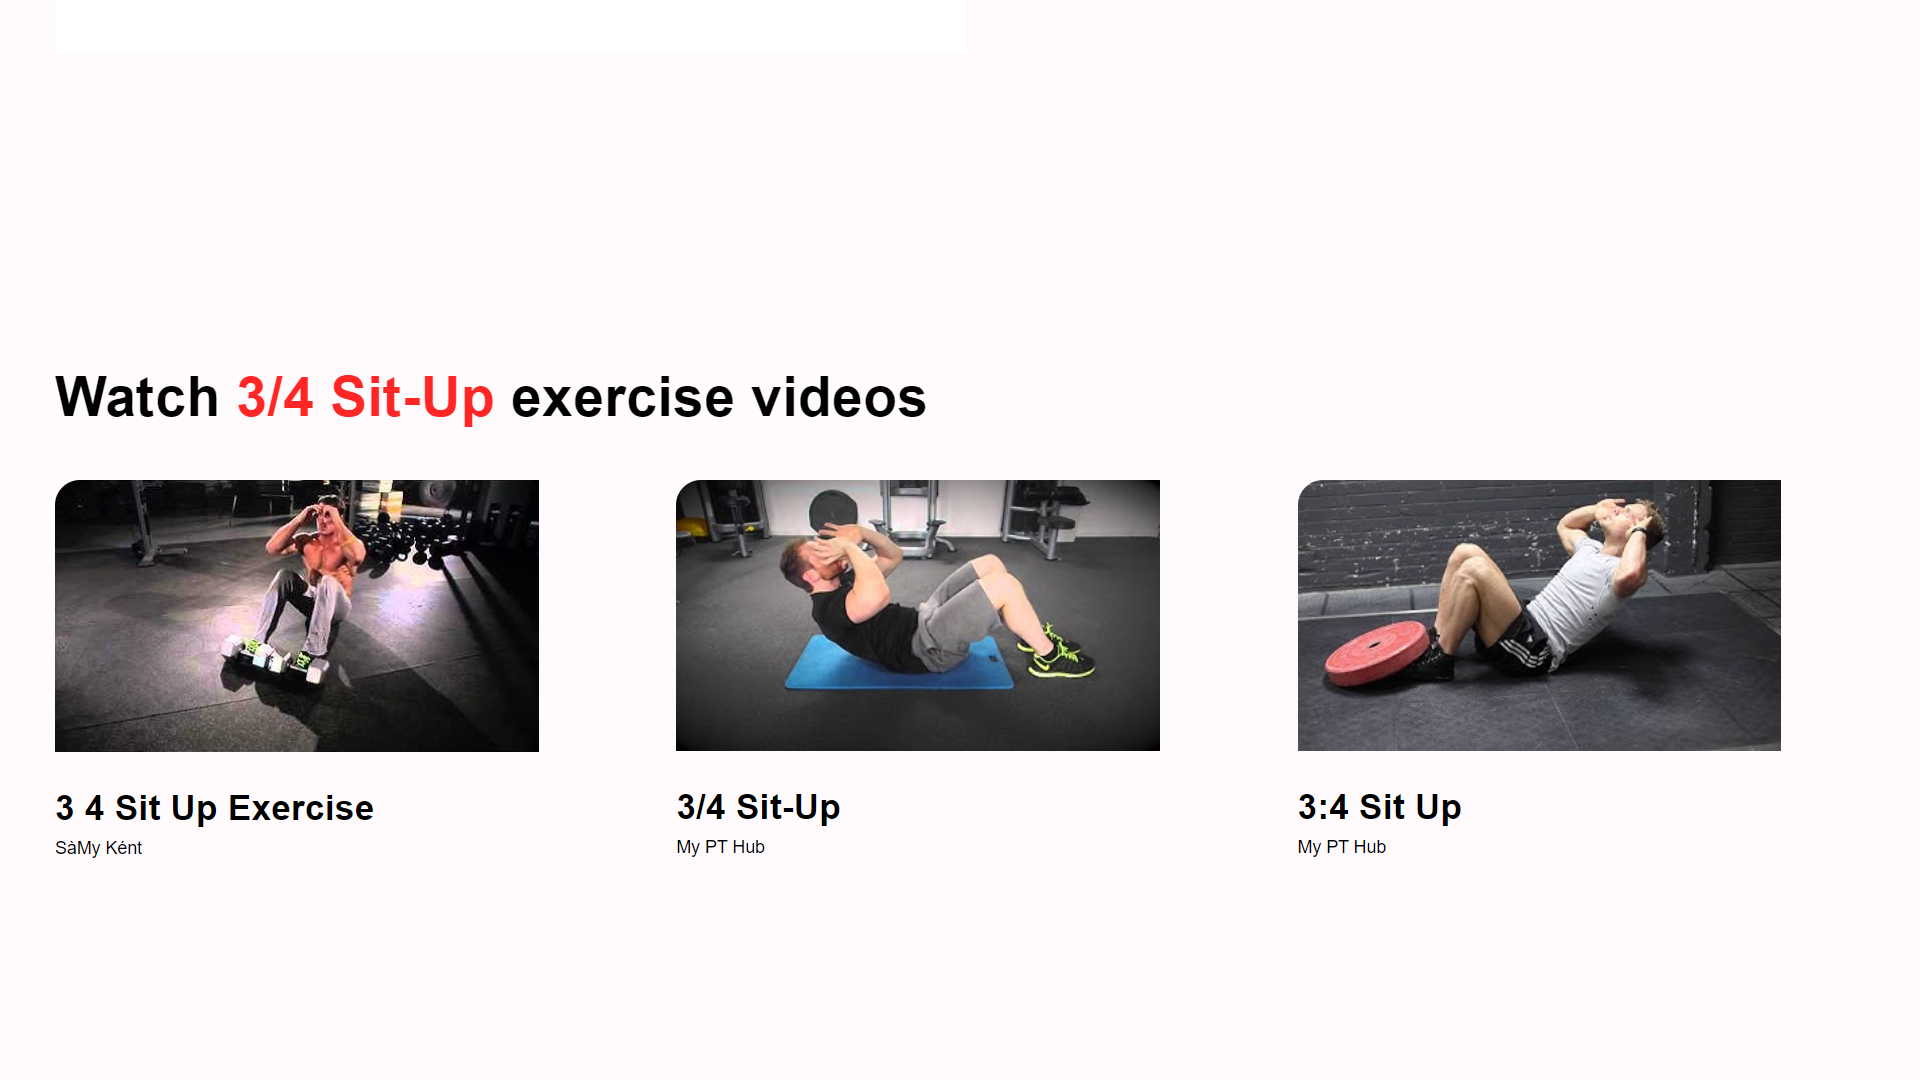 Watch 3/4 Sit-Up exercise videos
3 4 Sit Up Exercise
SàMy Ként
3/4 Sit-Up
My PT Hub
3:4 Sit Up
My PT Hub